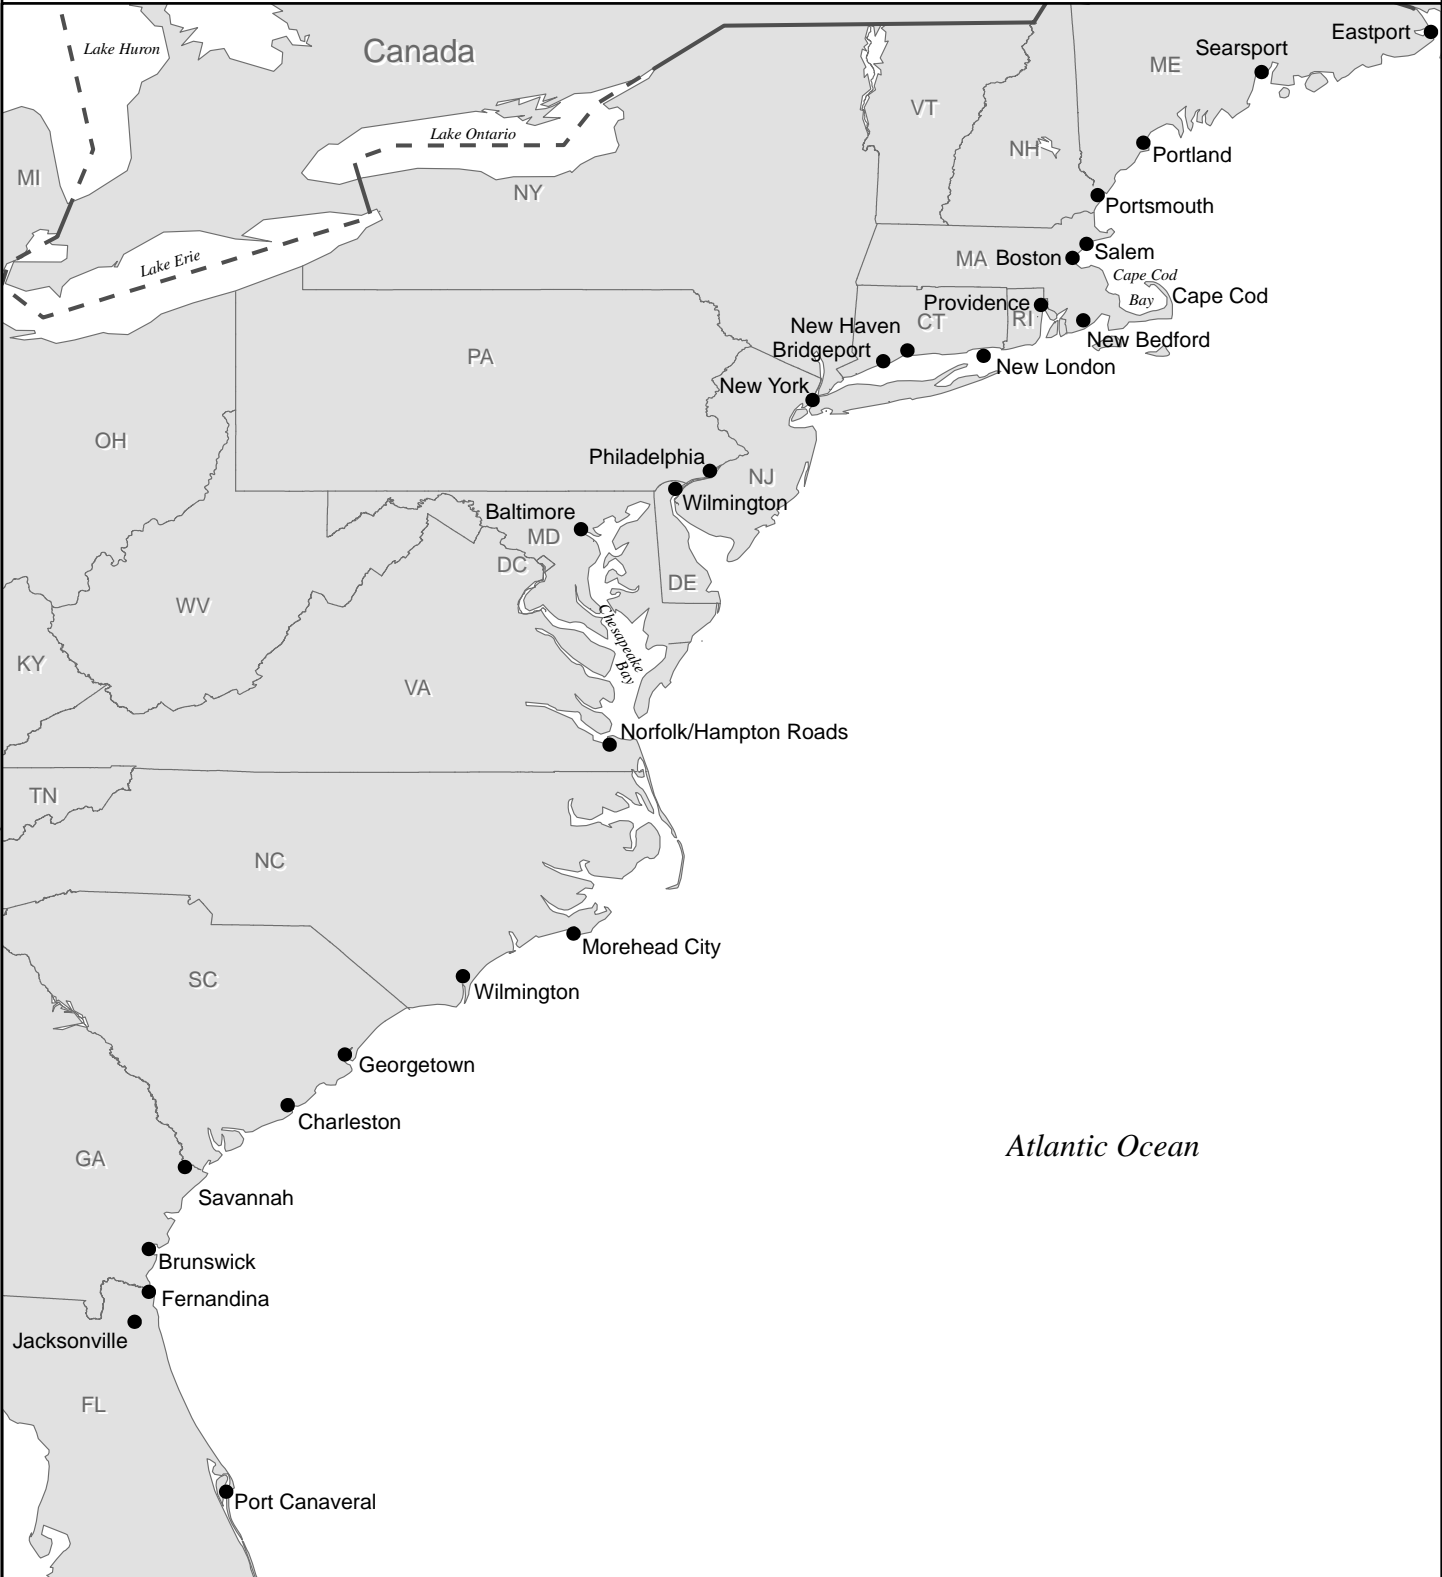 Eastport
Searsport
Lake Huron
Canada
ME
VT
Lake Ontario
NH
Portland
MI
NY
Portsmouth
Salem
MA
Boston
Lake Erie
Cape Cod
Bay
Cape Cod
Providence
RI
CT
New Haven
New Bedford
Bridgeport
PA
New London
New York
OH
Philadelphia
NJ
Wilmington
Baltimore
MD
DC
DE
WV
Chesapeake
Bay
KY
VA
Norfolk/Hampton Roads
TN
NC
Morehead City
SC
Wilmington
Georgetown
Charleston
Atlantic Ocean
GA
Savannah
Brunswick
Fernandina
Jacksonville
FL
Port Canaveral